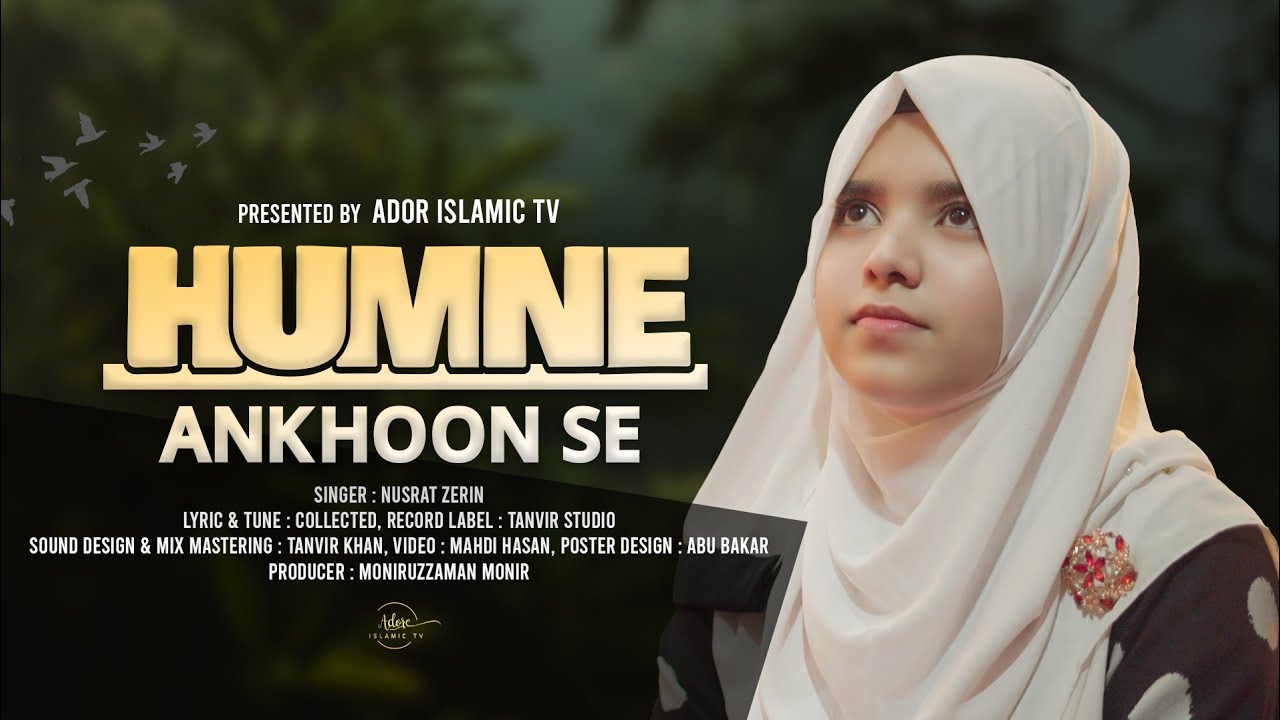 PRESENTED BY ADOR ISLAMIC TV
HUMNE
ANKHOON SE
SINGER : NUSRAT ZERIN
LYRIC & TUNE : COLLECTED, RECORD LABEL : TANVIR STUDIO
SOUND DESIGN & MIX MASTERING : TANVIR KHAN, VIDEO : MAHDI HASAN, POSTER DESIGN : ABU BAKAR
PRODUCER : MONIRUZZAMAN MONIR
Adore
ISLAMIC TV